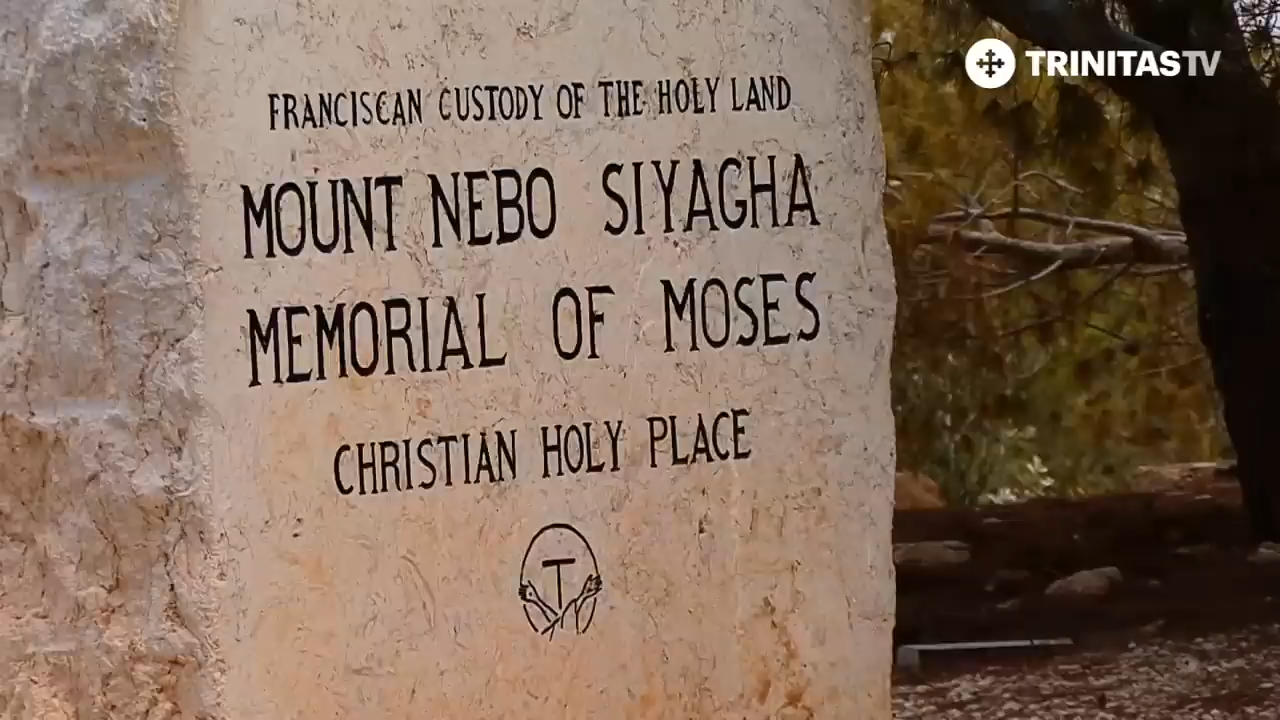 TRINITASTV
FRANCISCAN CUSTODY OF THE HOLY LAND
MOUNT NEBO SIYAGHA
MEMORIAL OF MOSES
CHRISTIAN HOLY PLACE
T